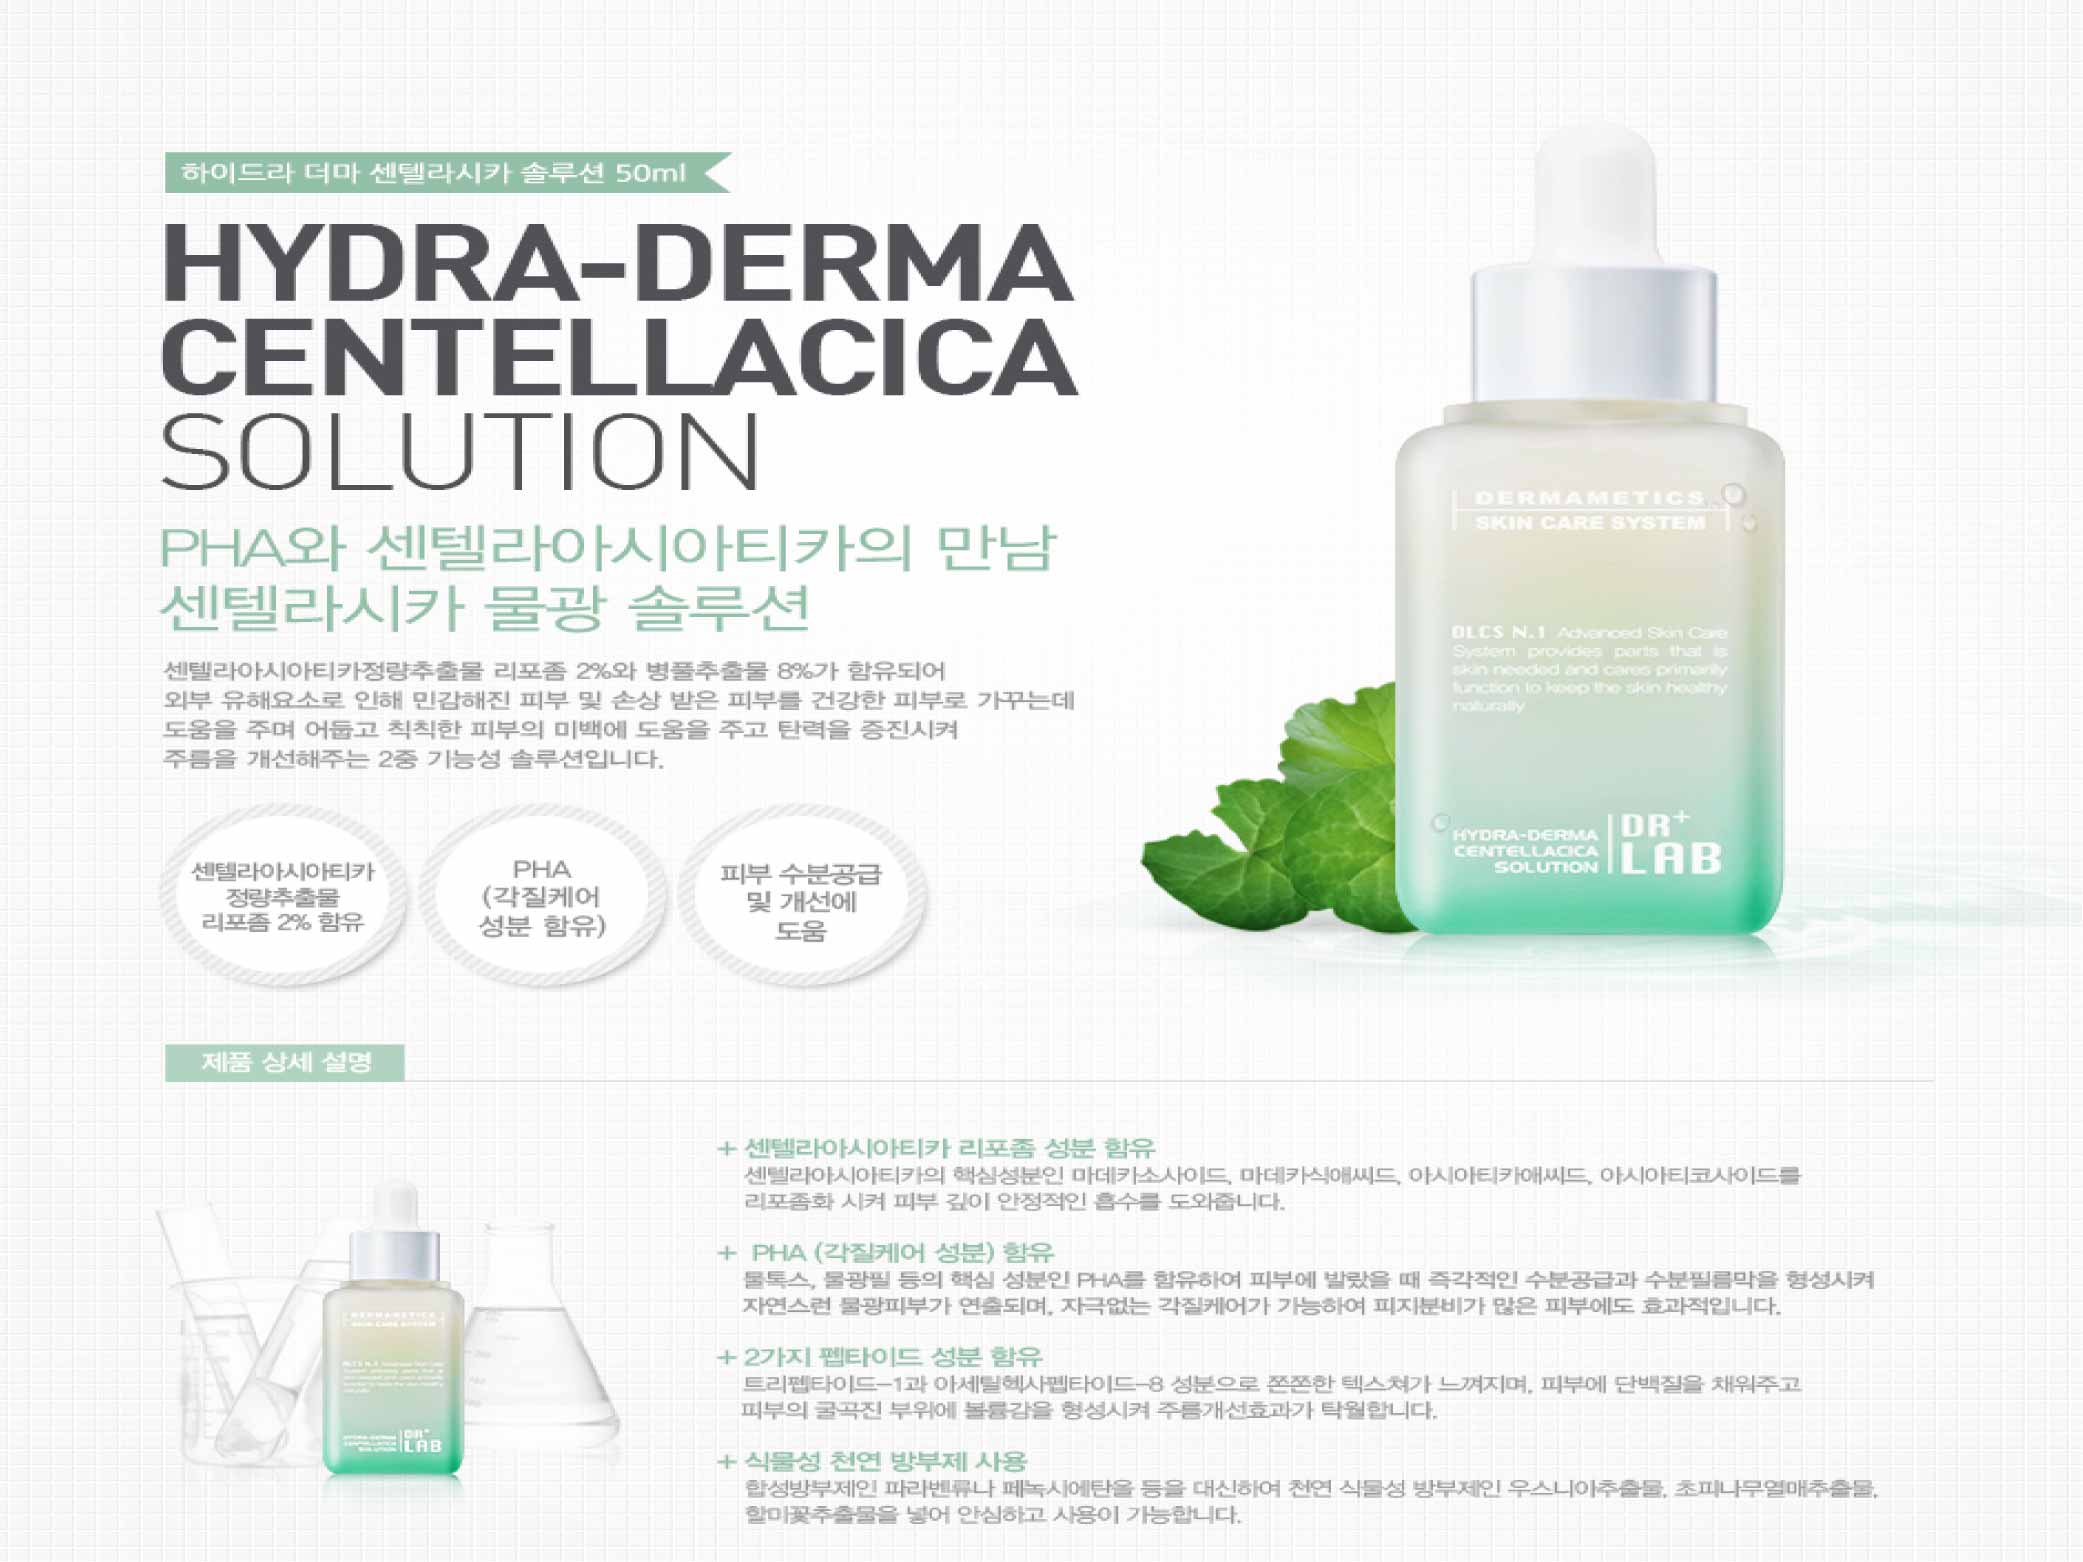 하이드라 더마 센텔라시카 솔루션 50ml
HYDRA-DERMA
CENTELLACICA
SOLUTION
PHA와 센텔라아시아티카의 만남
센텔라시카 물광 솔루션
센텔라아시아티카정량추출물 리포좀 2%와 병풀추출물 8%가 함유되어
외부 유해요소로 인해 민감해진 피부 및 손상 받은 피부를 건강한 피부로 가꾸는데
도움을 주며 어둡고 칙칙한 피부의 미백에 도움을 주고 탄력을 증진시켜
주름을 개선해주는 2중 기능성 솔루션입니다.
센텔라아시아티카
정량추출물
리포좀 2% 함유
PHA
(각질케어
성분 함유)
피부 수분공급
및 개선에
도움
DERMAMETICS
SKIN CARE SYSTEM
DLCS N.1 Advanced Skin Care
System provides parts that is
skin needed and cares primarily
function to keep the skin healthy
naturally
HYDRA-DERMA
CENTELLACICA
SOLUTION
DR+
LAB
제품 상세 설명
+ 센텔라아시아티카 리포좀 성분 함유
센텔라아시아티카의 핵심성분인 마데카소사이드, 마데카식애씨드, 아시아티카애씨드, 아시아티코사이드를
리포좀화 시켜 피부 깊이 안정적인 흡수를 도와줍니다.
+ PHA (각질케어 성분) 함유
물톡스, 물광필 등의 핵심 성분인 PHA를 함유하여 피부에 발랐을 때 즉각적인 수분공급과 수분필름막을 형성시켜
자연스런 물광피부가 연출되며, 자극없는 각질케어가 가능하여 피지분비가 많은 피부에도 효과적입니다.
+ 2가지 펩타이드 성분 함유
트리펩타이드-1과 아세틸헥사펩타이드-8 성분으로 쫀쫀한 텍스쳐가 느껴지며, 피부에 단백질을 채워주고
피부의 굴곡진 부위에 볼륨감을 형성시켜 주름개선효과가 탁월합니다.
+ 식물성 천연 방부제 사용
합성방부제인 파라벤류나 페녹시에탄올 등을 대신하여 천연 식물성 방부제인 우스니아추출물, 초피나무열매추출물,
할미꽃추출물을 넣어 안심하고 사용이 가능합니다.
DERMAMETICS
SKIN CARE SYSTEM
HYDRA-DERMA
CENTELLACICA
SOLUTION
DR+
LAB